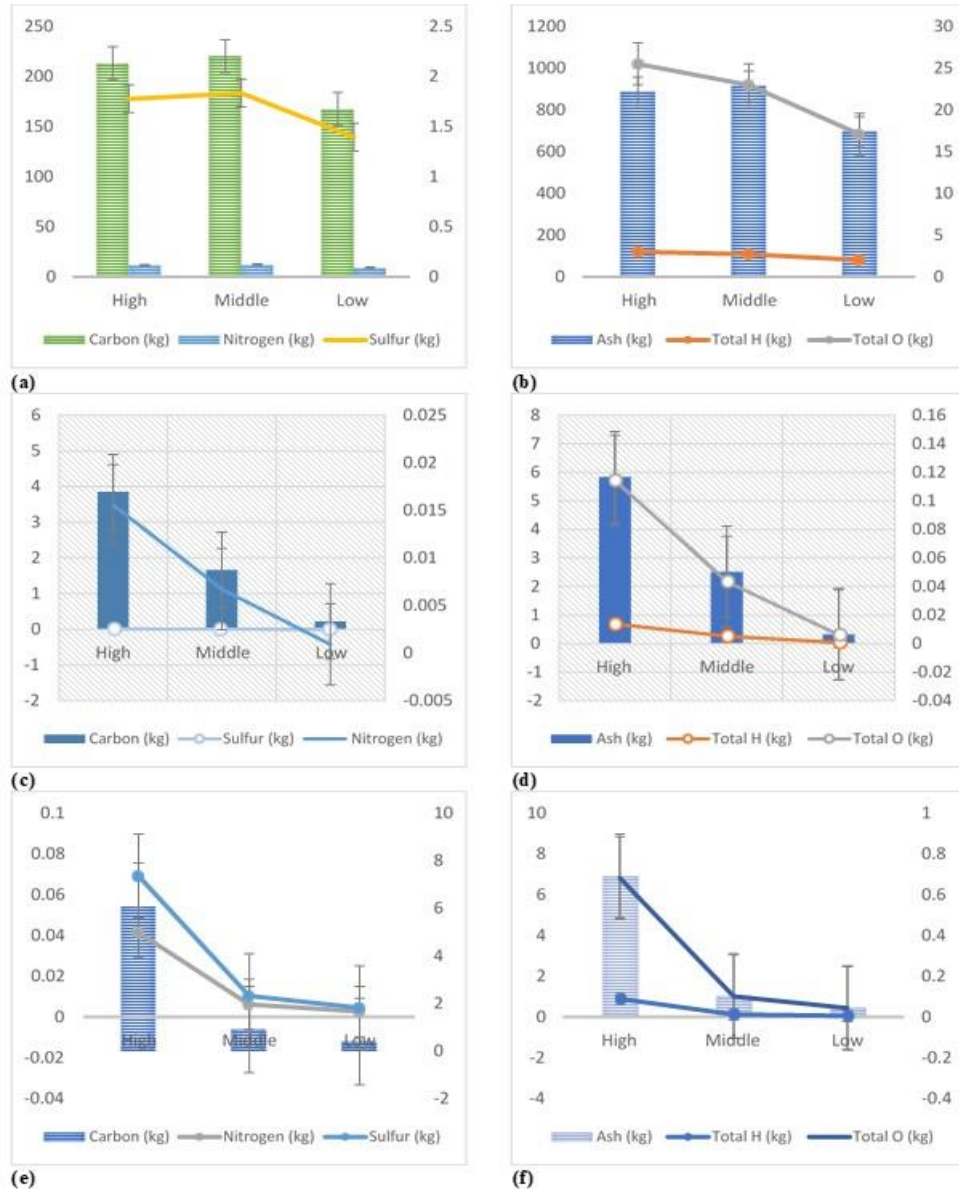 250 2.5 1200 30
200 2 1000 25
150 1.5 800 20
100 1 600 15
50 0.5 400 10
0 0 200 5
0 0
High Middle Low High Middle Low
Carbon (kg) Nitrogen (kg) Sulfur (kg) Ash (kg) Total H (kg) Total O (kg)
(a) (b)
6 0.025 8 0.16
5 0.02 7 0.14
4 0.015 6 0.12
3 0.01 5 0.1
2 0.005 4 0.08
1 0 3 0.06
0 -0.005 2 0.04
-1 1 0.02
-2 0 0
-1 -0.02
-2 -0.04
High Middle Low High Middle Low
Carbon (kg) Sulfur (kg) Nitrogen (kg) Ash (kg) Total H (kg) Total O (kg)
(c) (d)
0.1 10 10 1
0.08 8 8 0.8
0.06 6 6 0.6
0.04 4 4 0.4
0.02 2 2 0.2
0 0 0 0
-0.02 -2 -2 -0.2
-0.04 -4 -0.4
High Middle Low High Middle Low
Carbon (kg) Nitrogen (kg) Sulfur (kg) Ash (kg) Total H (kg) Total O (kg)
(e) (f)